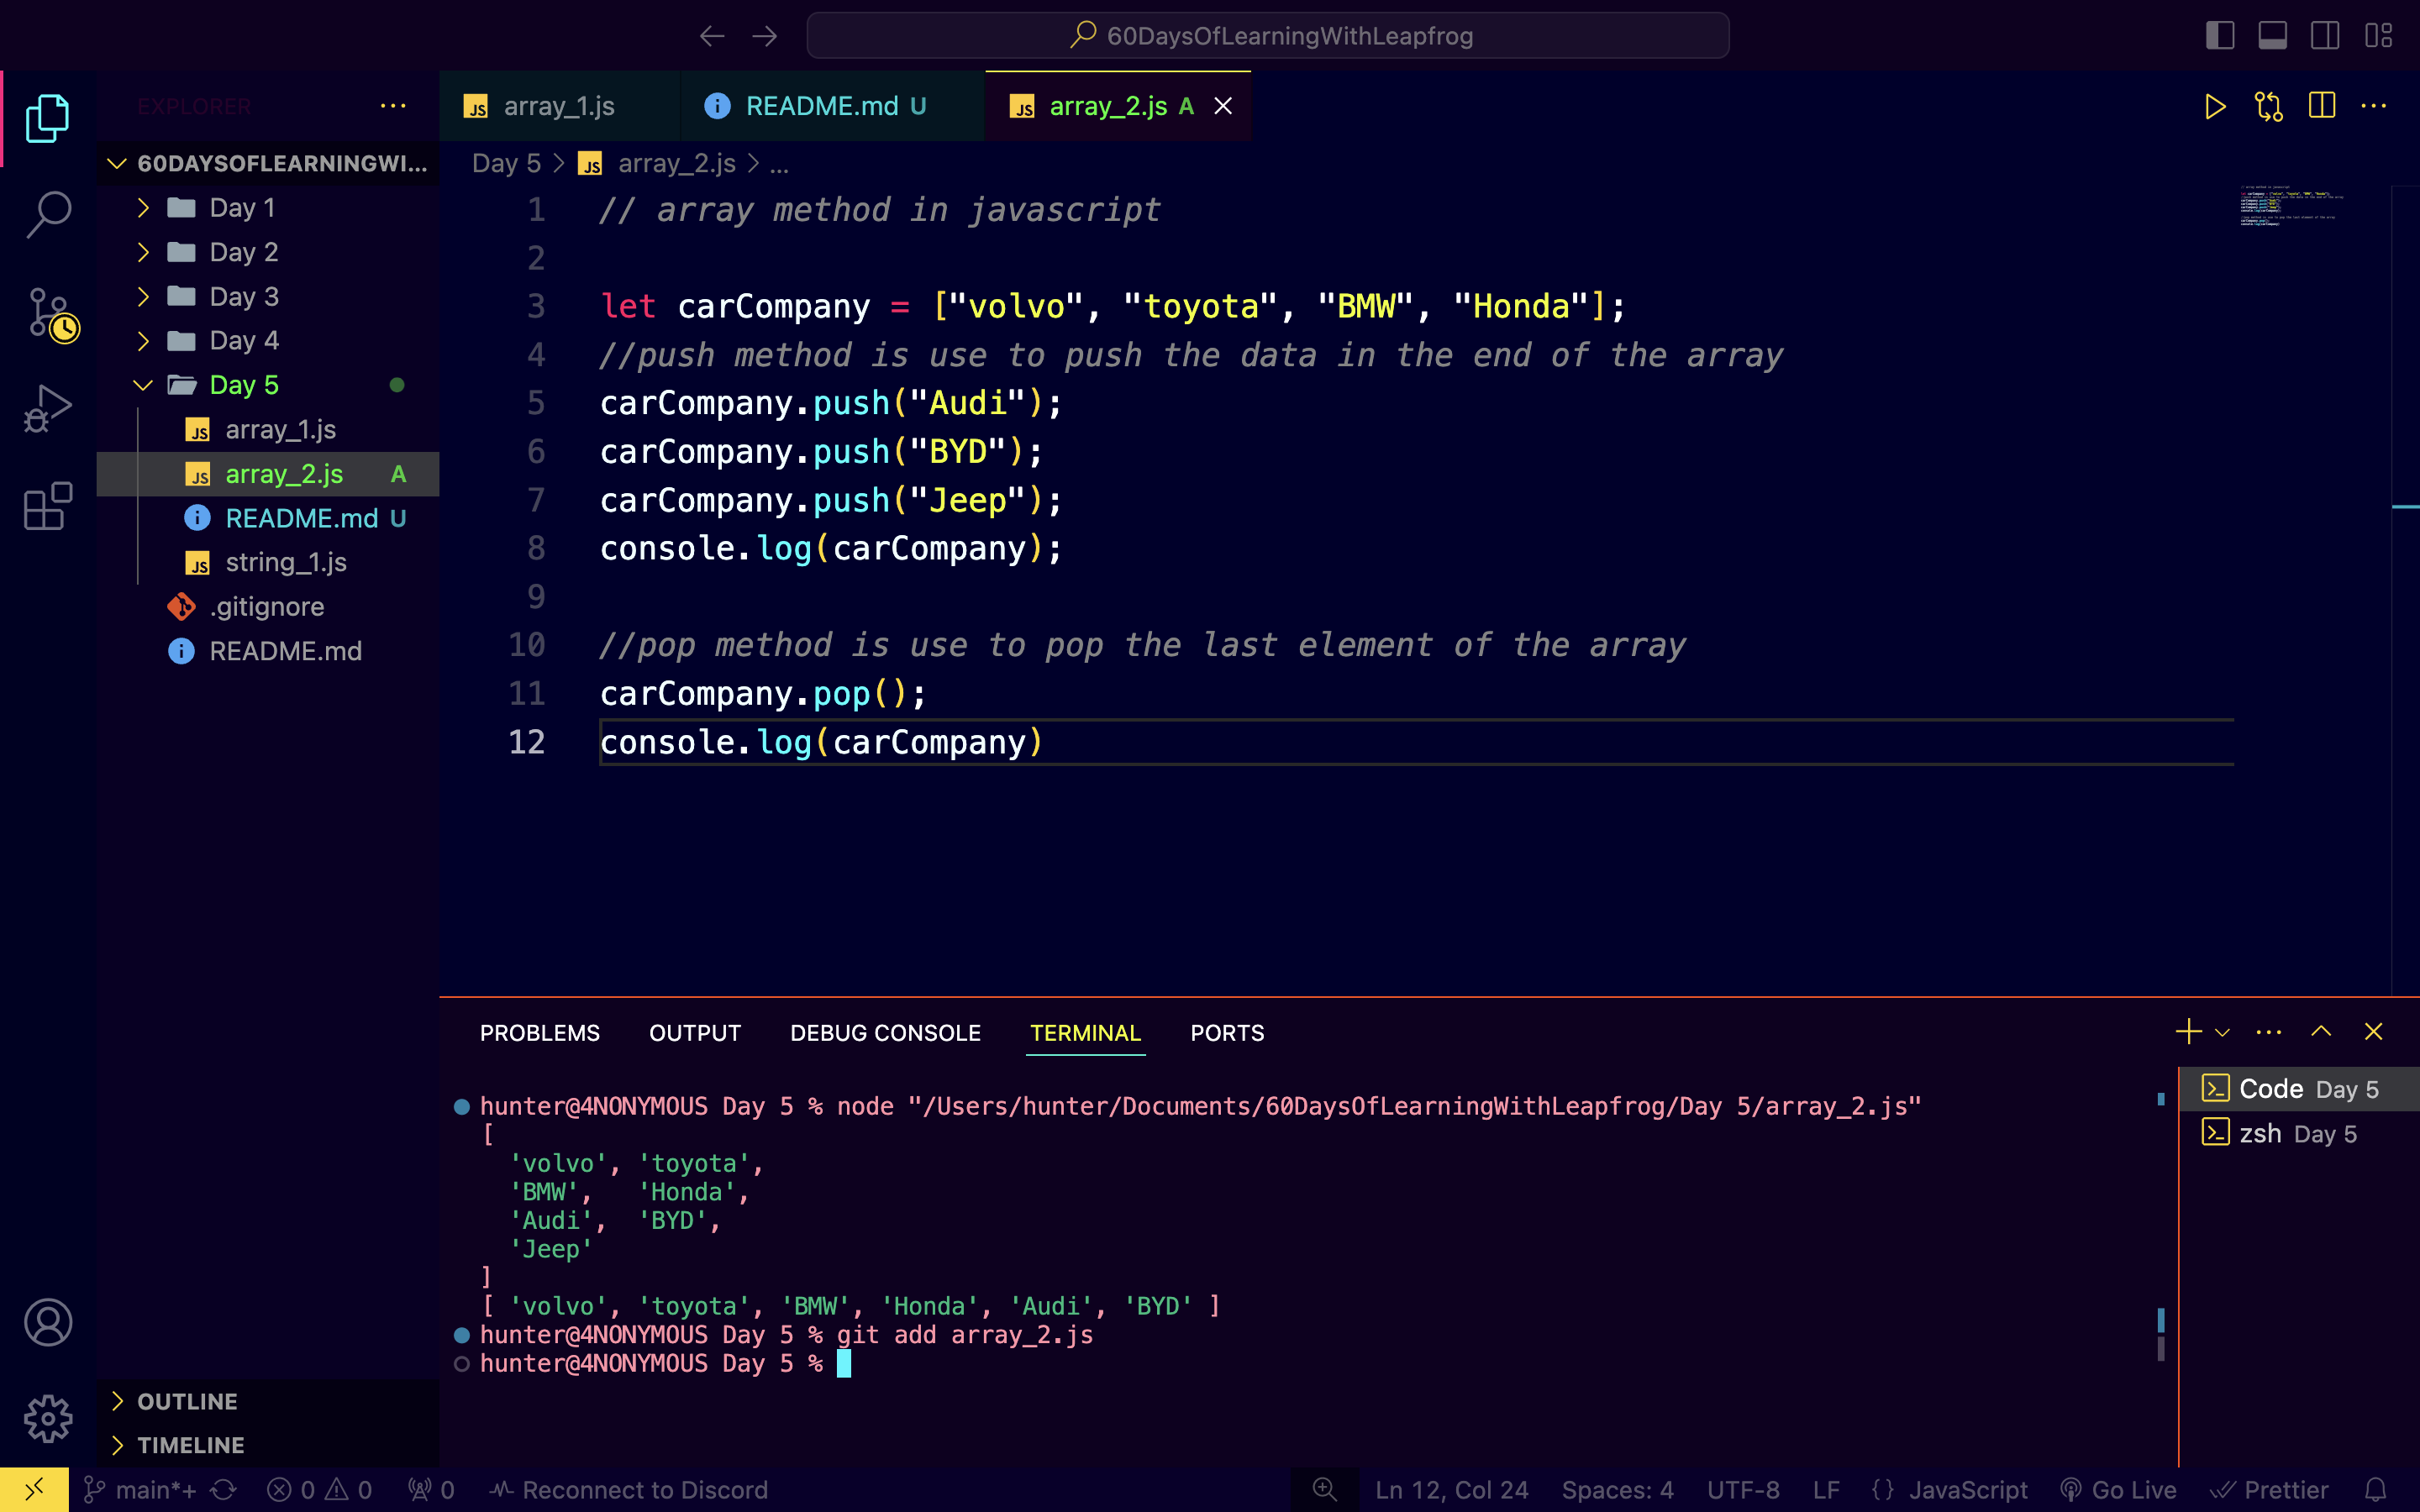 60DaysOfLearningWithLeapfrog
EXPLORER
array_1.js
README.md U
array_2.js A
60DAYSOFLEARNINGWI...
Day 1
Day 2
Day 3
Day 4
Day 5
array_1.js
array_2.js A
README.md U
string_1.js
.gitignore
README.md
OUTLINE
TIMELINE
Day 5 > array_2.js > ...
1 // array method in javascript
2
3 let carCompany = ["volvo", "toyota", "BMW", "Honda"];
4 //push method is use to push the data in the end of the array
5 carCompany.push("Audi");
6 carCompany.push("BYD");
7 carCompany.push("Jeep");
8 console.log(carCompany);
9
10 //pop method is use to pop the last element of the array
11 carCompany.pop();
12 console.log(carCompany)
PROBLEMS OUTPUT DEBUG CONSOLE TERMINAL PORTS
hunter@4NONYMOUS Day 5 % node "/Users/hunter/Documents/60DaysOfLearningWithLeapfrog/Day 5/array_2.js"
[
'volvo', 'toyota',
'BMW', 'Honda',
'Audi', 'BYD',
'Jeep'
]
[ 'volvo', 'toyota', 'BMW', 'Honda', 'Audi', 'BYD' ]
hunter@4NONYMOUS Day 5 % git add array_2.js
hunter@4NONYMOUS Day 5 %
Code Day 5
zsh Day 5
main*+ 0 0 0 Reconnect to Discord Ln 12, Col 24 Spaces: 4 UTF-8 LF {} JavaScript Go Live Prettier